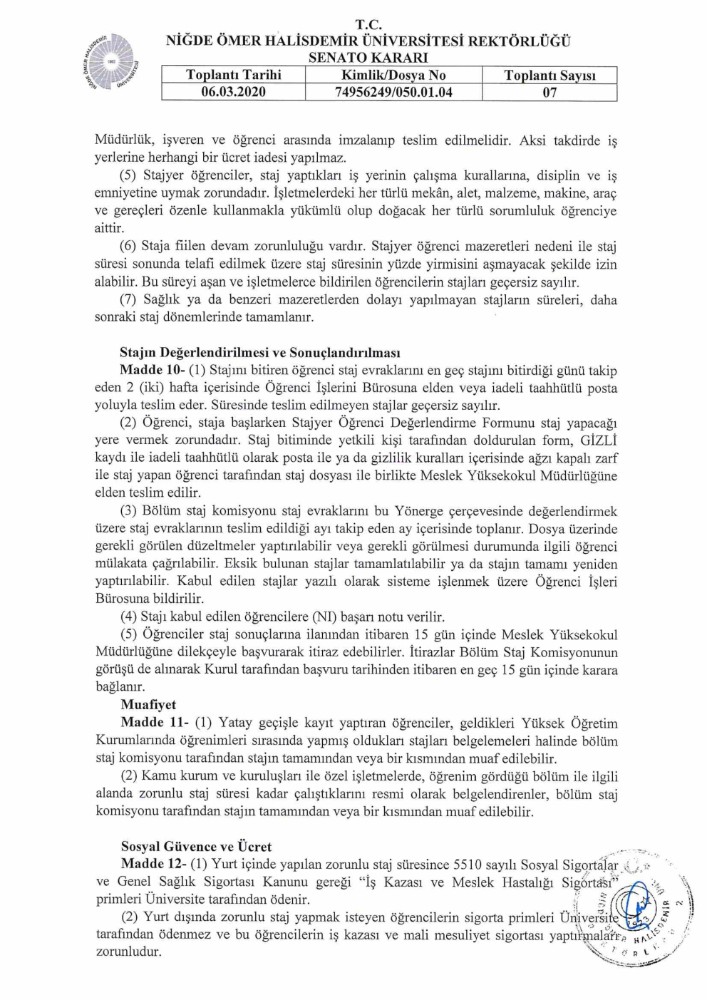 T.C.
NİĞDE ÖMER HALİSDEMİR ÜNİVERSİTESİ REKTÖRLÜĞÜ
SENATO KARARI
Toplantı Tarihi Kimlik/Dosya No Toplantı Sayısı
06.03.2020 74956249/050.01.04 07
NİĞDE ÖMER HALİSDEMİR ÜNİVERSİTESİ
1992
Müdürlük, işveren ve öğrenci arasında imzalanıp teslim edilmelidir. Aksi takdirde iş
yerlerine herhangi bir ücret iadesi yapılmaz.
(5) Stajyer öğrenciler, staj yaptıkları iş yerinin çalışma kurallarına, disiplin ve iş
emniyetine uymak zorundadır. İşletmelerdeki her türlü mekân, alet, malzeme, makine, araç
ve gereçleri özenle kullanmakla yükümlü olup doğacak her türlü sorumluluk öğrenciye
aittir.
(6) Staja fiilen devam zorunluluğu vardır. Stajyer öğrenci mazeretleri nedeni ile staj
süresi sonunda telafi edilmek üzere staj süresinin yüzde yirmisini aşmayacak şekilde izin
alabilir. Bu süreyi aşan ve işletmelerce bildirilen öğrencilerin stajları geçersiz sayılır.
(7) Sağlık ya da benzeri mazeretlerden dolayı yapılmayan stajların süreleri, daha
sonraki staj dönemlerinde tamamlanır.
Stajın Değerlendirilmesi ve Sonuçlandırılması
Madde 10- (1) Stajını bitiren öğrenci staj evraklarını en geç stajını bitirdiği günü takip
eden 2 (iki) hafta içerisinde Öğrenci İşlerini Bürosuna elden veya iadeli taahhütlü posta
yoluyla teslim eder. Süresinde teslim edilmeyen stajlar geçersiz sayılır.
(2) Öğrenci, staja başlarken Stajyer Öğrenci Değerlendirme Formunu staj yapacağı
yere vermek zorundadır. Staj bitiminde yetkili kişi tarafından doldurulan form, GİZLİ
kaydı ile iadeli taahhütlü olarak posta ile ya da gizlilik kuralları içerisinde ağzı kapalı zarf
ile staj yapan öğrenci tarafından staj dosyası ile birlikte Meslek Yüksekokul Müdürlüğüne
elden teslim edilir.
(3) Bölüm staj komisyonu staj evraklarını bu Yönerge çerçevesinde değerlendirmek
üzere staj evraklarının teslim edildiği ayı takip eden ay içerisinde toplanır. Dosya üzerinde
gerekli görülen düzeltmeler yaptırılabilir veya gerekli görülmesi durumunda ilgili öğrenci
mülakata çağrılabilir. Eksik bulunan stajlar tamamlatılabilir ya da stajın tamamı yeniden
yaptırılabilir. Kabul edilen stajlar yazılı olarak sisteme işlenmek üzere Öğrenci İşleri
Bürosuna bildirilir.
(4) Stajı kabul edilen öğrencilere (NI) başarı notu verilir.
(5) Öğrenciler staj sonuçlarına ilanından itibaren 15 gün içinde Meslek Yüksekokul
Müdürlüğüne dilekçeyle başvurarak itiraz edebilirler. İtirazlar Bölüm Staj Komisyonunun
görüşü de alınarak Kurul tarafından başvuru tarihinden itibaren en geç 15 gün içinde karara
bağlanır.
Muafiyet
Madde 11- (1) Yatay geçişle kayıt yaptıran öğrenciler, geldikleri Yüksek Öğretim
Kurumlarında öğrenimleri sırasında yapmış oldukları stajları belgelemeleri halinde bölüm
staj komisyonu tarafından stajın tamamından veya bir kısmından muaf edilebilir.
(2) Kamu kurum ve kuruluşları ile özel işletmelerde, öğrenim gördüğü bölüm ile ilgili
alanda zorunlu staj süresi kadar çalıştıklarını resmi olarak belgelendirenler, bölüm staj
komisyonu tarafından stajın tamamından veya bir kısmından muaf edilebilir.
Sosyal Güvence ve Ücret
Madde 12- (1) Yurt içinde yapılan zorunlu staj süresince 5510 sayılı Sosyal Sigortalar
ve Genel Sağlık Sigortası Kanunu gereği “İş Kazası ve Meslek Hastalığı Sigortası”
primleri Üniversite tarafından ödenir.
(2) Yurt dışında zorunlu staj yapmak isteyen öğrencilerin sigorta primleri Üniversite
tarafından ödenmez ve bu öğrencilerin iş kazası ve mali mesuliyet sigortası yaptırmaları
zorunludur.